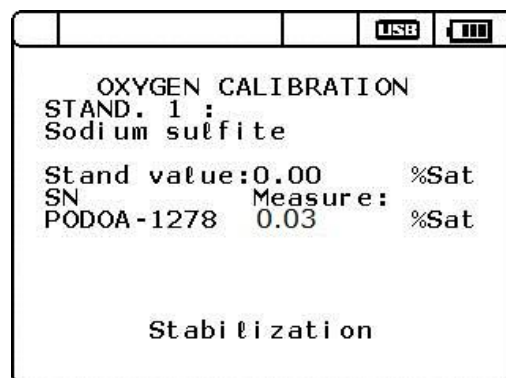 USB
OXYGEN CALIBRATION
STAND. 1 :
Sodium sulfite
Stand value:0.00 %Sat
SN Measure:
PODOA-1278 0.03 %Sat
Stabilization